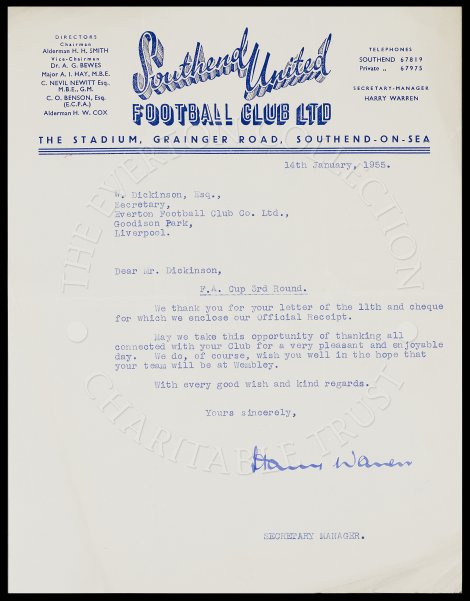 DIRECTORS
Chairman
Alderman H. H. SMITH
Vice-Chairman
Dr. A. G. BEWES
Major A. J. HAY, M.B.E.
C. NEVILL NEWITT Esq.
M.B.E., G.M.
C. O. BENSON, Esq.
(E.C.F.A.)
Alderman H. W. COX
Southend United
FOOTBALL CLUB LTD
TELEPHONES
SOUTHEND 67819
Private „ 67975
SECRETARY-MANAGER
HARRY WARREN
THE STADIUM, GRAINGER ROAD, SOUTHEND-ON-SEA
14th January, 1955.
W. Dickinson, Esq.,
Secretary,
Everton Football Club Co. Ltd.,
Goodison Park,
Liverpool.
Dear Mr. Dickinson,
F.A. Cup 3rd Round.
We thank you for your letter of the 11th and cheque
for which we enclose our Official Receipt.
May we take this opportunity of thanking all
connected with your Club for a very pleasant and enjoyable
day. We do, of course, wish you well in the hope that
your team will be at Wembley.
With every good wish and kind regards.
Yours sincerely,
Harry Warren
SECRETARY MANAGER.
THE EVERTON COLLECTION
CHARITABLE TRUST